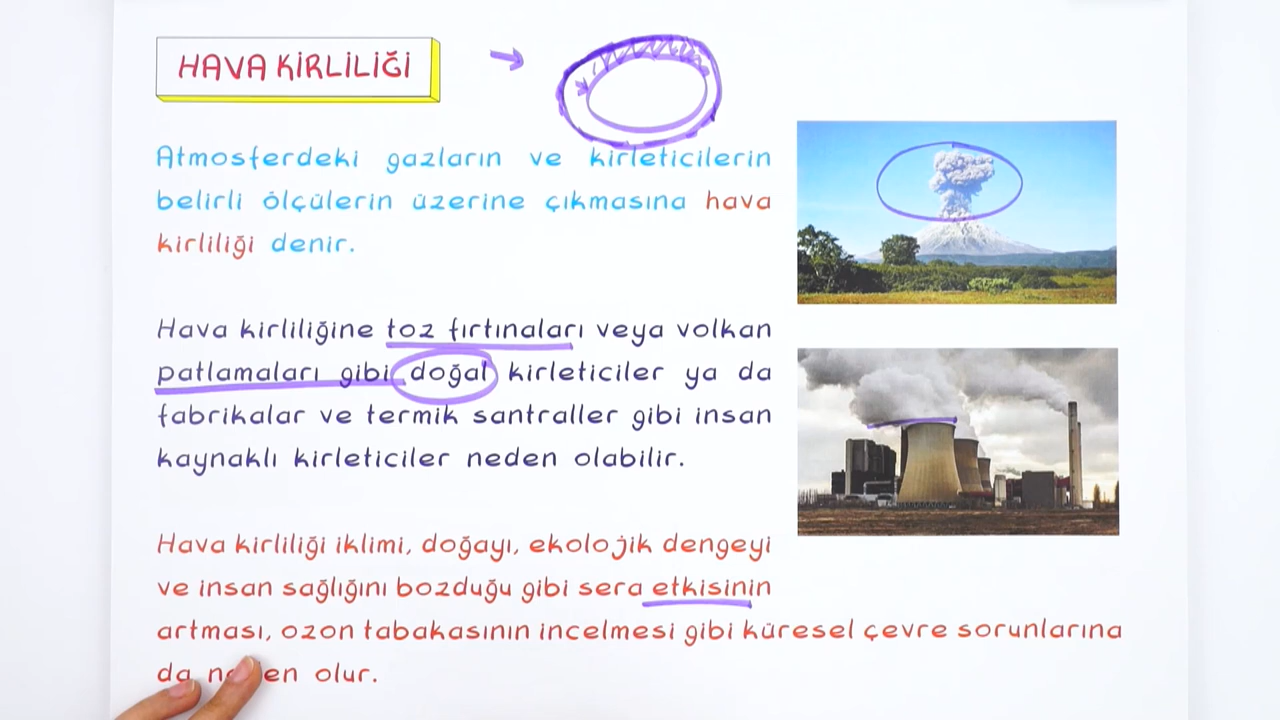 HAVA KİRLİLİĞİ
Atmosferdeki gazların ve kirleticilerin
belirli ölçülerin üzerine çıkmasına hava
kirliliği denir.
Hava kirliliğine toz fırtınaları veya volkan
patlamaları gibi doğal kirleticiler ya da
fabrikalar ve termik santraller gibi insan
kaynaklı kirleticiler neden olabilir.
Hava kirliliği iklimi, doğayı, ekolojik dengeyi
ve insan sağlığını bozduğu gibi sera etkisinin
artması, ozon tabakasının incelmesi gibi küresel çevre sorunlarına
da olur.